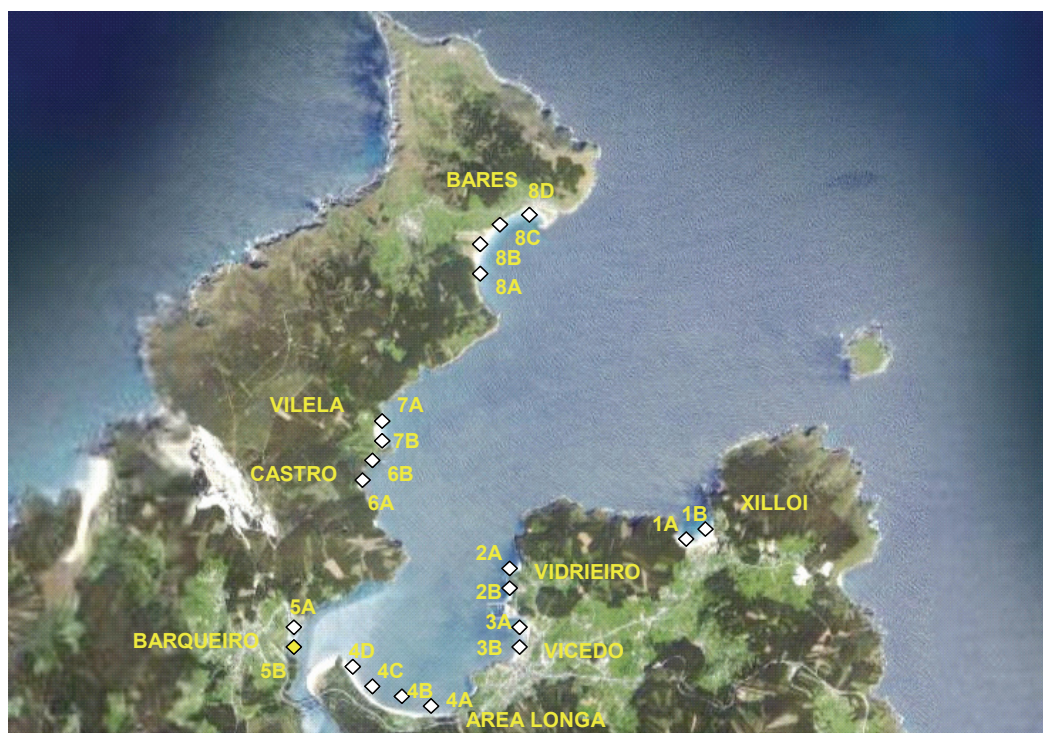 BARES
8D
8C
8B
8A
VILELA
7A
7B
CASTRO
6B
6A
XILLOI
1B
1A
2A
VIDRIEIRO
2B
5A
3A
BARQUEIRO
3B
VICEDO
5B
4D
4C
4B
4A
AREA LONGA